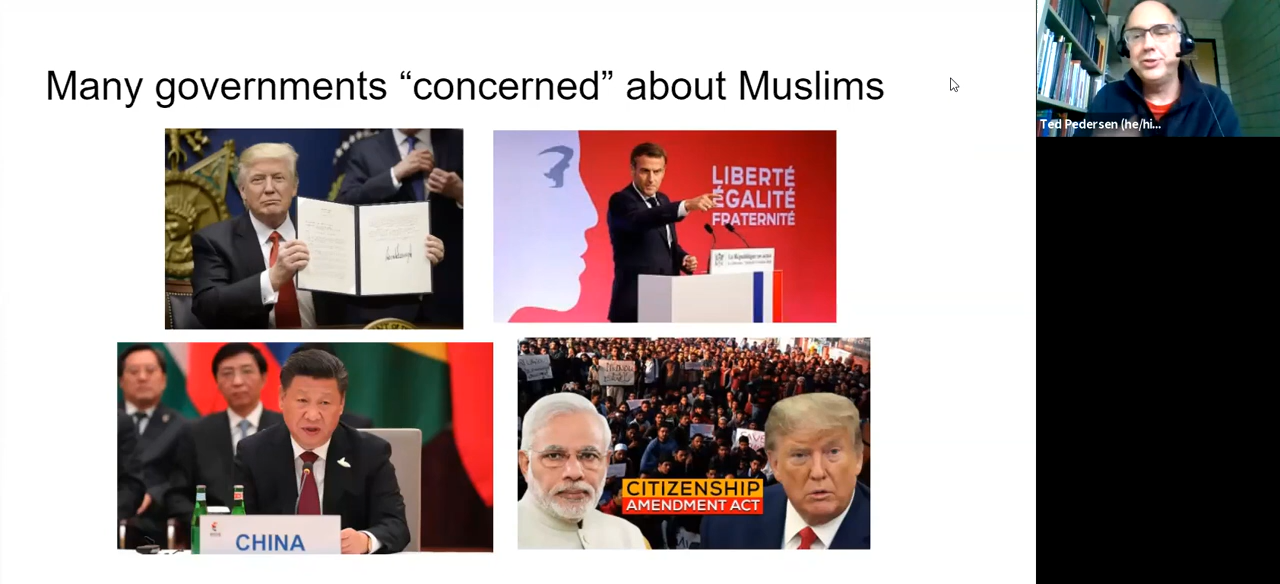 Many governments “concerned” about Muslims
Ted Pedersen (he/hi...
LIBERTÉ
ÉGALITÉ
FRATERNITÉ
CHINA
CITIZENSHIP
AMENDMENT ACT